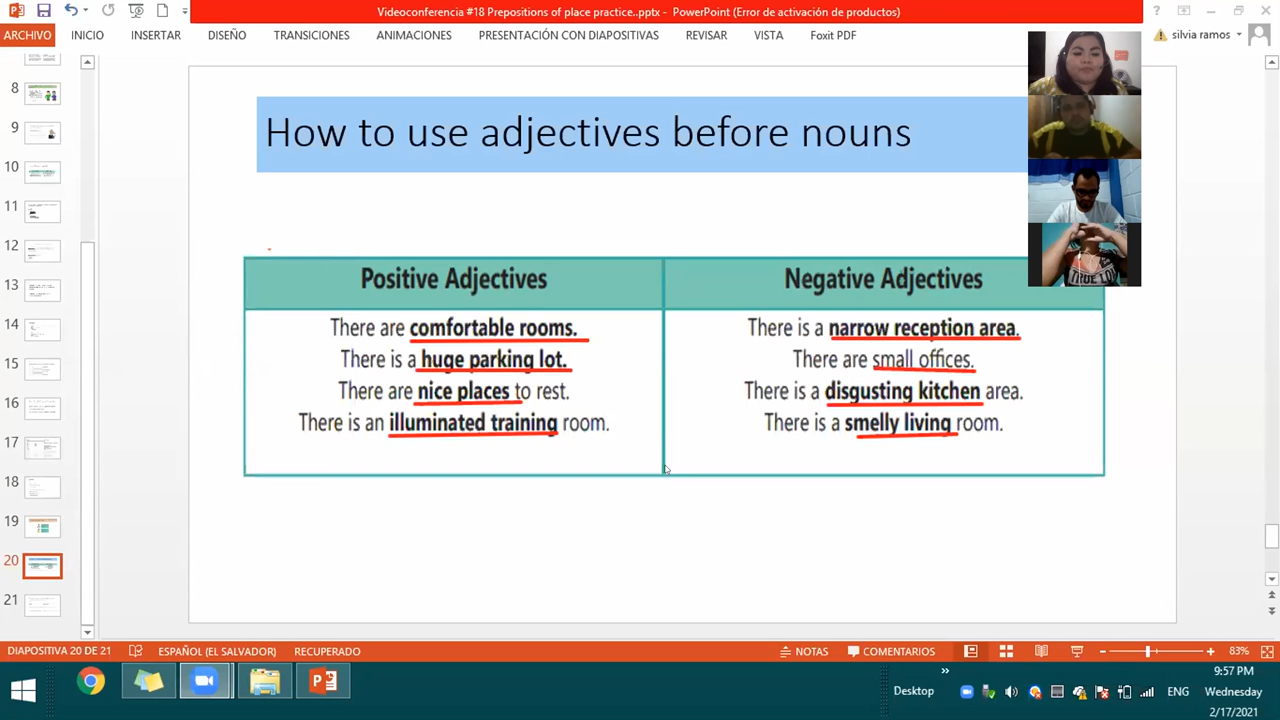 Videoconferencia #18 Prepositions of place practice..pptx - PowerPoint (Error de activación de productos)
ARCHIVO INICIO INSERTAR DISEÑO TRANSICIONES ANIMACIONES PRESENTACIÓN CON DIAPOSITIVAS REVISAR VISTA Foxit PDF
silvia ramos
How to use adjectives before nouns
Positive Adjectives
There are comfortable rooms.
There is a huge parking lot.
There are nice places to rest.
There is an illuminated training room.
Negative Adjectives
There is a narrow reception area.
There are small offices.
There is a disgusting kitchen area.
There is a smelly living room.
8
9
10
11
12
13
14
15
16
17
18
19
20
21
DIAPOSITIVA 20 DE 21 ESPAÑOL (EL SALVADOR) RECUPERADO NOTAS COMENTARIOS 83%
Desktop ENG
9:57 PM
Wednesday
2/17/2021